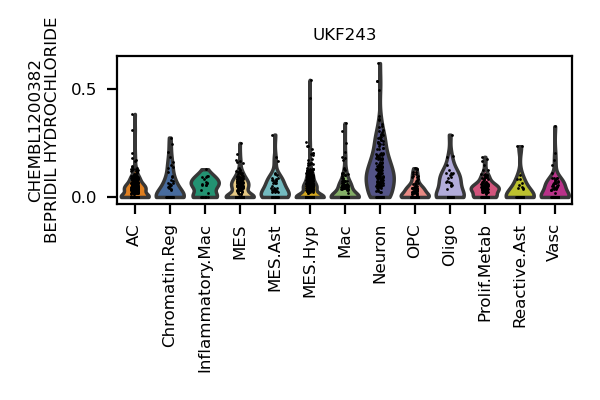 UKF243
CHEMBL1200382
BEPRIDIL HYDROCHLORIDE
0.5
0.0
AC
Chromatin.Reg
Inflammatory.Mac
MES
MES.Ast
MES.Hyp
Mac
Neuron
OPC
Oligo
Prolif.Metab
Reactive.Ast
Vasc